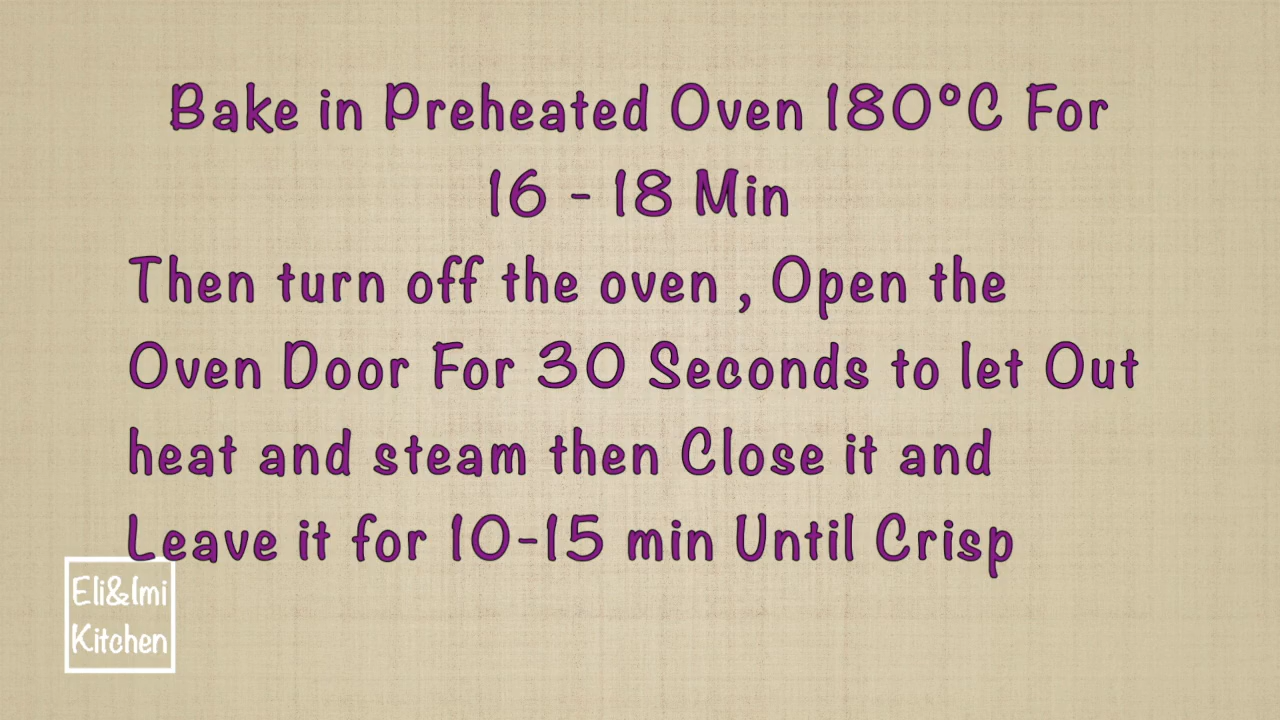 Bake in Preheated Oven 180°C For
16 - 18 Min
Then turn off the oven , Open the
Oven Door For 30 Seconds to let Out
heat and steam then Close it and
Leave it for 10-15 min Until Crisp
Eli&Imi
Kitchen